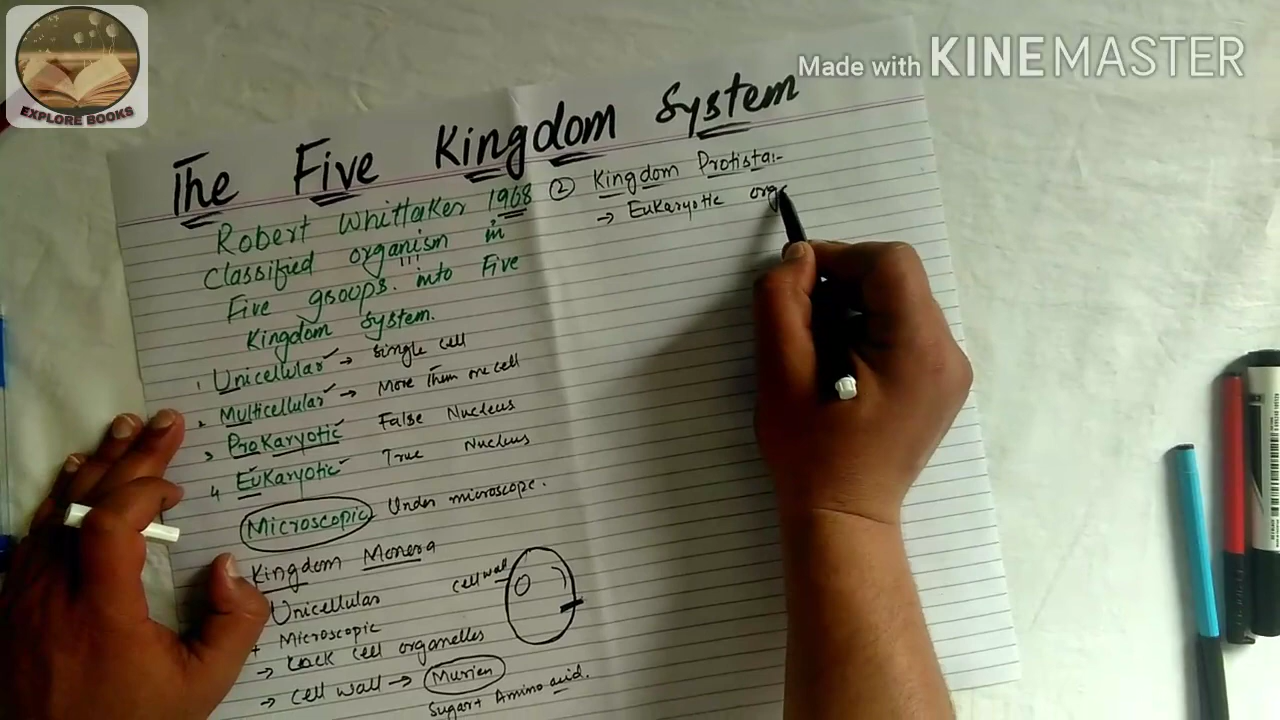 EXPLORE BOOKS
Made with KINEMASTER
The Five Kingdom System
Robert Whittaker 1968
Classified organism in
Five groups. into Five
Kingdom System.
1 Unicellular → single cell
2 Multicellular → More Them one cell
3 Prokaryotic False Nucleus
4 Eukaryotic True Nucleus
Microscopic Under microscope.
Kingdom Monera
Unicellular
+ Microscopic
→ Lack cell organelles
→ cell wall → Murien
Sugar + Amino acid.
cell wall
② Kingdom Protista:-
→ Eukaryotic orga